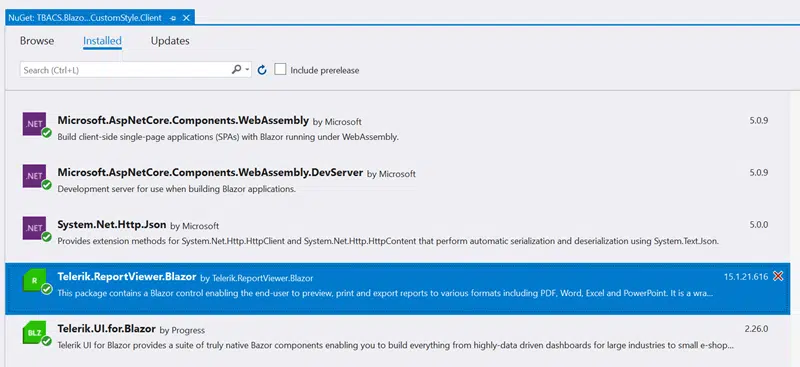 NuGet: TBACS.Blazo...CustomStyle.Client
Browse Installed Updates
Search (Ctrl+L) Include prerelease
.NET Microsoft.AspNetCore.Components.WebAssembly by Microsoft 5.0.9
Build client-side single-page applications (SPAs) with Blazor running under WebAssembly.
.NET Microsoft.AspNetCore.Components.WebAssembly.DevServer by Microsoft 5.0.9
Development server for use when building Blazor applications.
.NET System.Net.Http.Json by Microsoft 5.0.0
Provides extension methods for System.Net.Http.HttpClient and System.Net.Http.HttpContent that perform automatic serialization and deserialization using System.Text.Json.
R Telerik.ReportViewer.Blazor by Telerik.ReportViewer.Blazor 15.1.21.616
This package contains a Blazor control enabling the end-user to preview, print and export reports to various formats including PDF, Word, Excel and PowerPoint. It is a wra...
BLZ Telerik.UI.for.Blazor by Progress 2.26.0
Telerik UI for Blazor provides a suite of truly native Bazor components enabling you to build everything from highly-data driven dashboards for large industries to small e-shop...